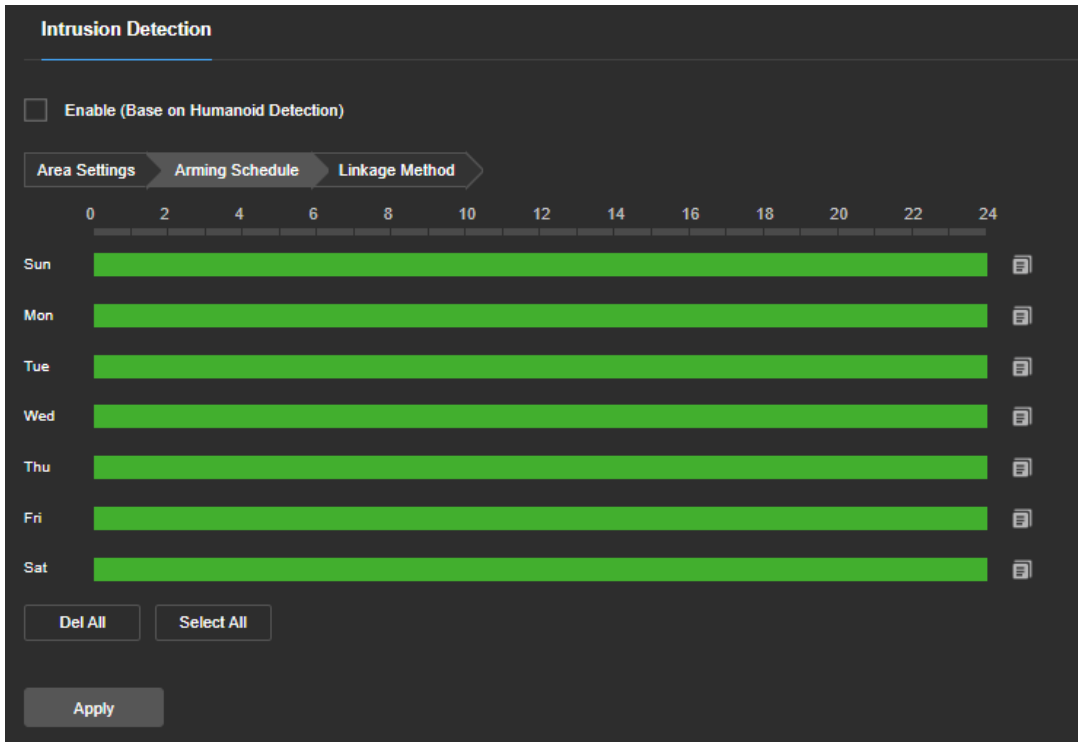 Intrusion Detection
Enable (Base on Humanoid Detection)
Area Settings Arming Schedule Linkage Method
0 2 4 6 8 10 12 14 16 18 20 22 24
Sun
Mon
Tue
Wed
Thu
Fri
Sat
Del All Select All
Apply